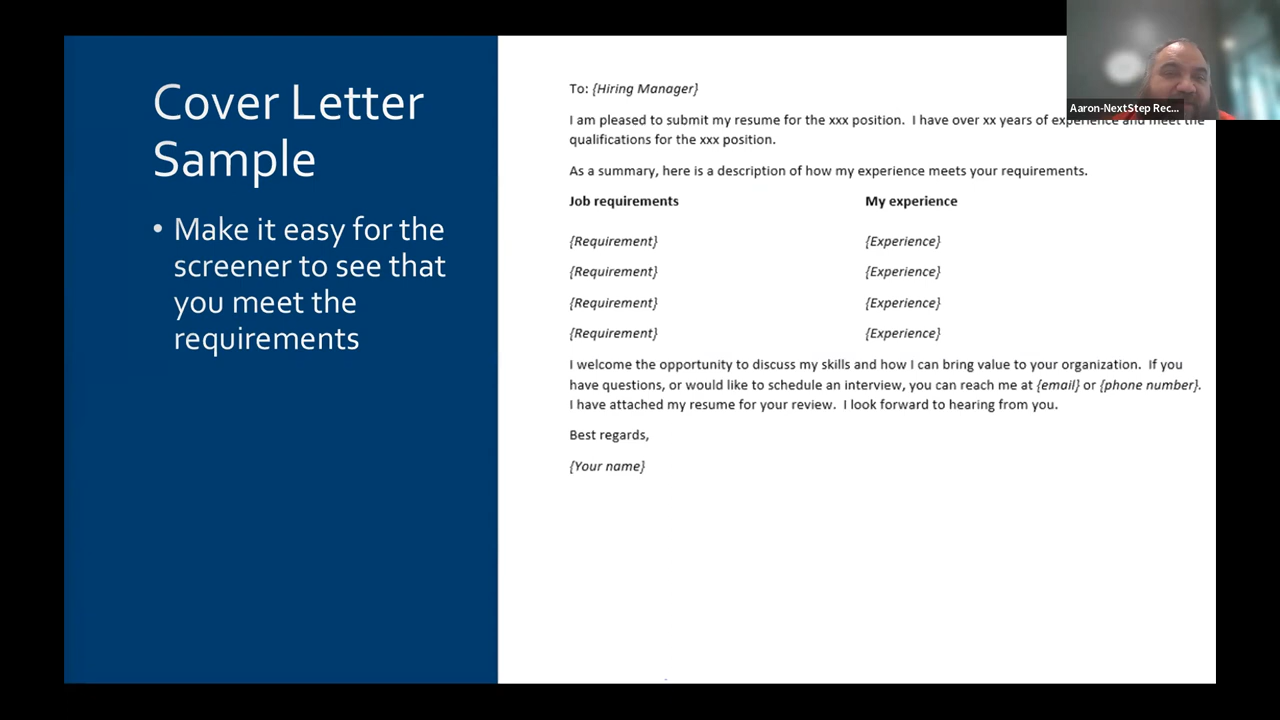 Cover Letter
Sample
• Make it easy for the
screener to see that
you meet the
requirements
To: {Hiring Manager}
I am pleased to submit my resume for the xxx position.  I have over xx years of experience and meet the
qualifications for the xxx position.
As a summary, here is a description of how my experience meets your requirements.
Job requirements My experience
{Requirement} {Experience}
{Requirement} {Experience}
{Requirement} {Experience}
{Requirement} {Experience}
I welcome the opportunity to discuss my skills and how I can bring value to your organization.  If you
have questions, or would like to schedule an interview, you can reach me at {email} or {phone number}.
I have attached my resume for your review.  I look forward to hearing from you.
Best regards,
{Your name}
Aaron-NextStep Rec...